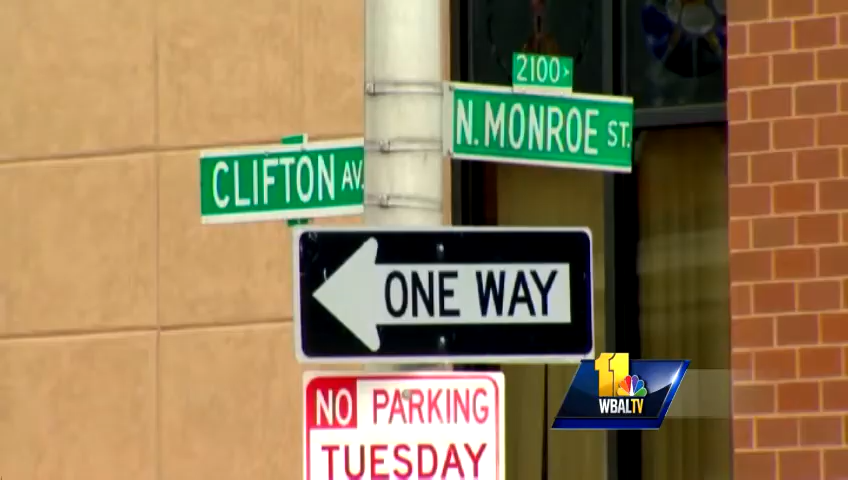 2100
N. MONROE ST.
CLIFTON AV.
ONE WAY
NO PARKING
TUESDAY
11
WBALTV